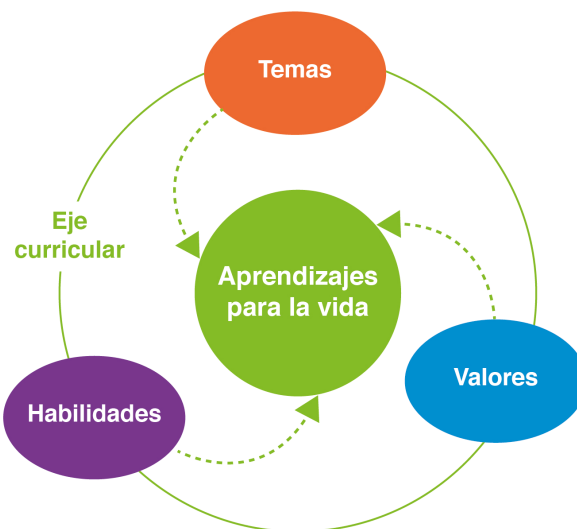 Temas
Eje
curricular
Aprendizajes
para la vida
Valores
Habilidades